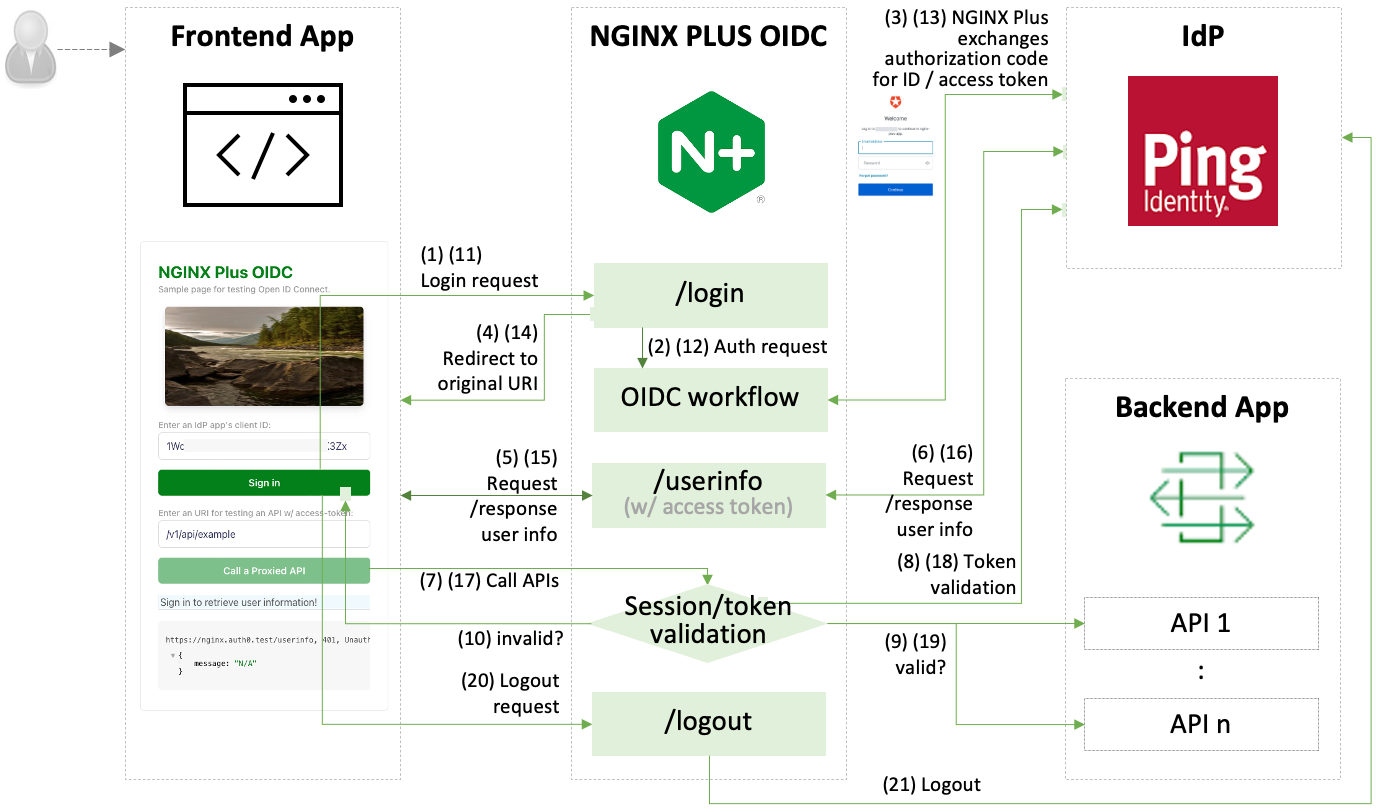 Frontend App
NGINX PLUS OIDC
(3) (13) NGINX Plus
exchanges
authorization code
for ID / access token
IdP
N+
®
Welcome
Password
Continue
Ping
Identity.
NGINX Plus OIDC
Sample page for testing Open ID Connect.
(1) (11)
Login request
/login
(4) (14)
Redirect to
original URI
(2) (12) Auth request
OIDC workflow
Enter an IdP app's client ID:
1Wc
3Zx
Sign in
Enter an URI for testing an API w/ access-token:
/v1/api/example
Call a Proxied API
Sign in to retrieve user information!
https://nginx.auth0.test/userinfo, 401, Unaut
{
message: "N/A"
}
(5) (15)
Request
/response
user info
/userinfo
(w/ access token)
(6) (16)
Request
/response
user info
(7) (17) Call APIs
Session/token
validation
(8) (18) Token
validation
(10) invalid?
(9) (19)
valid?
(20) Logout
request
/logout
(21) Logout
Backend App
API 1
:
API n